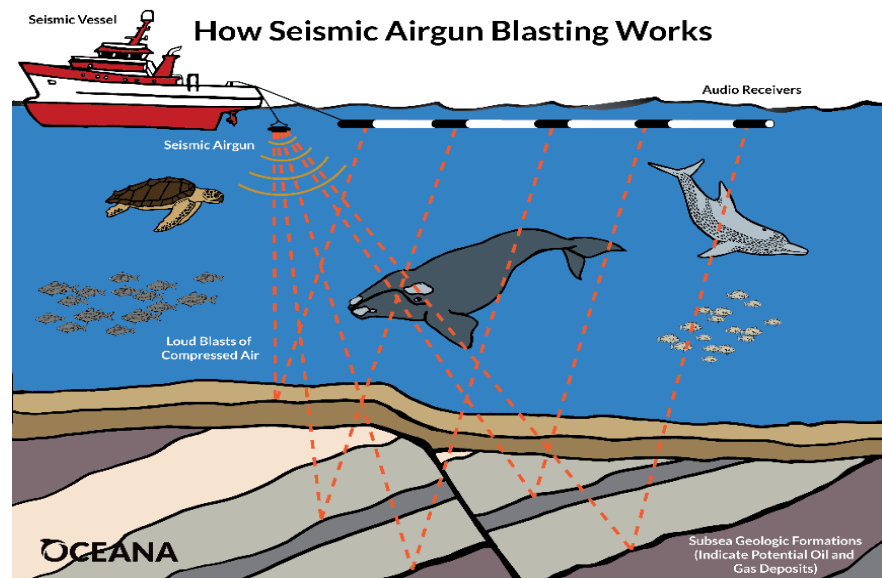 How Seismic Airgun Blasting Works
Seismic Vessel
Audio Receivers
Seismic Airgun
Loud Blasts of
Compressed Air
OCEANA
Subsea Geologic Formations
(Indicate Potential Oil and
Gas Deposits)